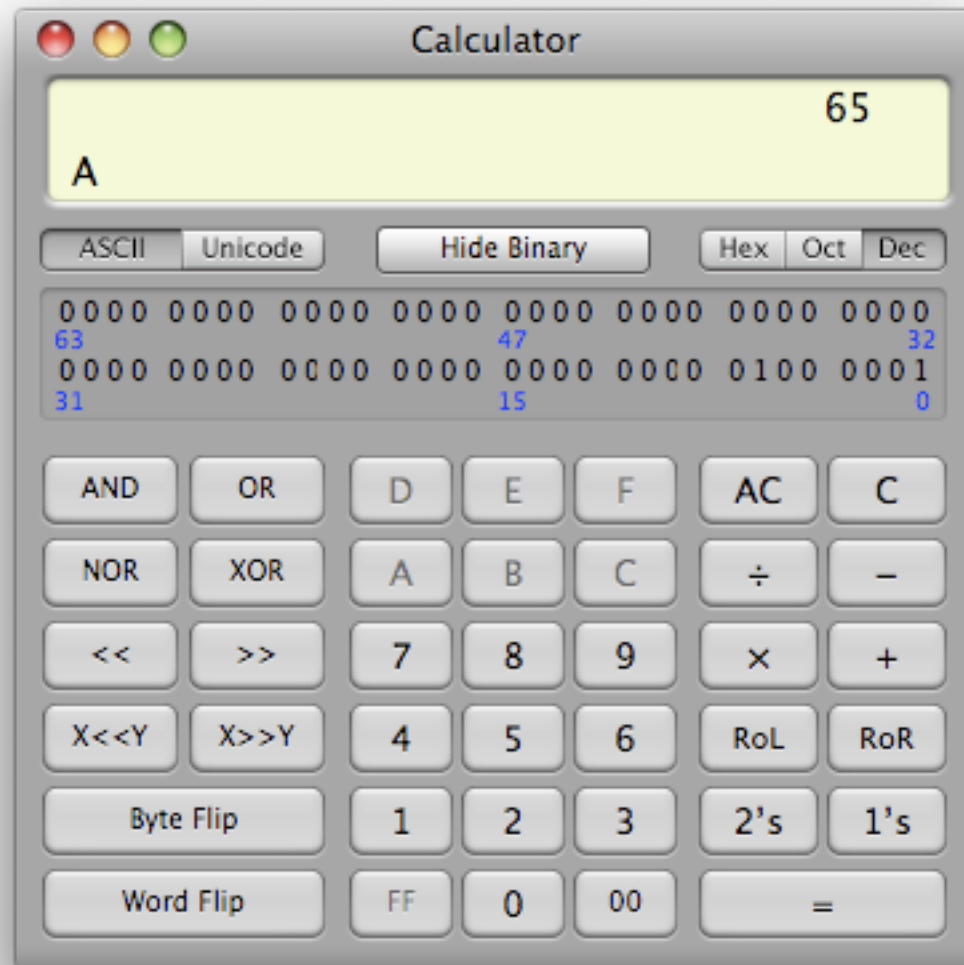 Calculator
65
A
ASCII Unicode Hide Binary Hex Oct Dec
0000 0000 0000 0000 0000 0000 0000 0000
63 47 32
0000 0000 0000 0000 0000 0000 0100 0001
31 15 0
AND OR D E F AC C
NOR XOR A B C ÷ −
<< >> 7 8 9 × +
X<<Y X>>Y 4 5 6 RoL RoR
Byte Flip 1 2 3 2's 1's
Word Flip FF 0 00 =